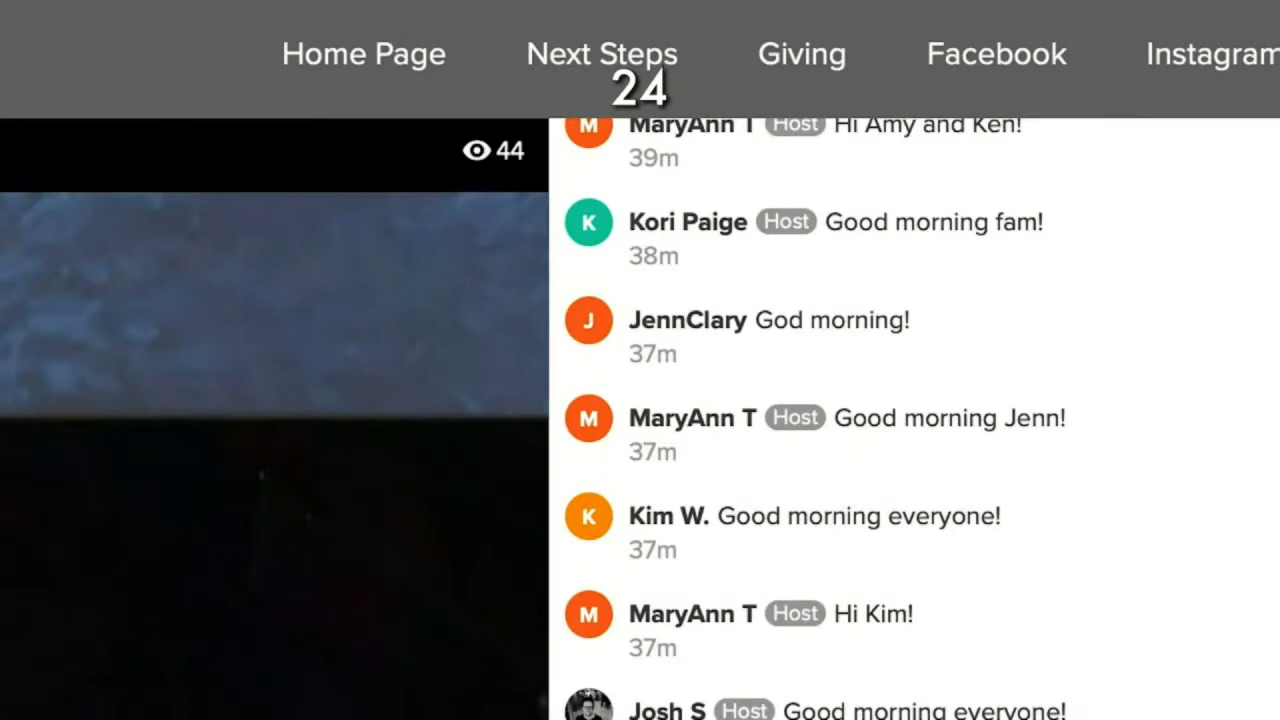 Home Page Next Steps Giving Facebook Instagram
24
44
M MaryAnn T Host Hi Amy and Ken!
39m
K Kori Paige Host Good morning fam!
38m
J JennClary God morning!
37m
M MaryAnn T Host Good morning Jenn!
37m
K Kim W. Good morning everyone!
37m
M MaryAnn T Host Hi Kim!
37m
Josh S Host Good morning everyone!